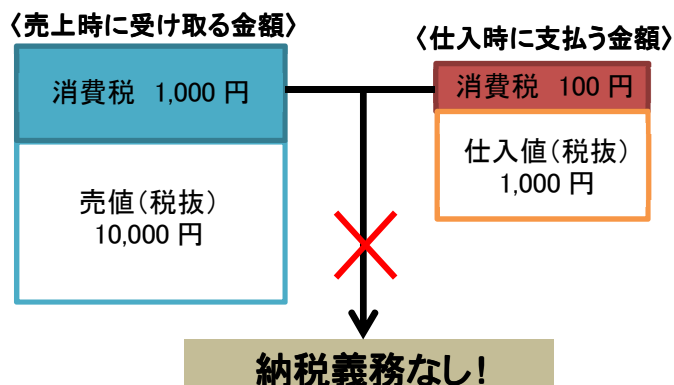 〈売上時に受け取る金額〉
消費税 1,000 円
売値(税抜)
10,000 円
〈仕入時に支払う金額〉
消費税 100 円
仕入値(税抜)
1,000 円
納税義務なし!